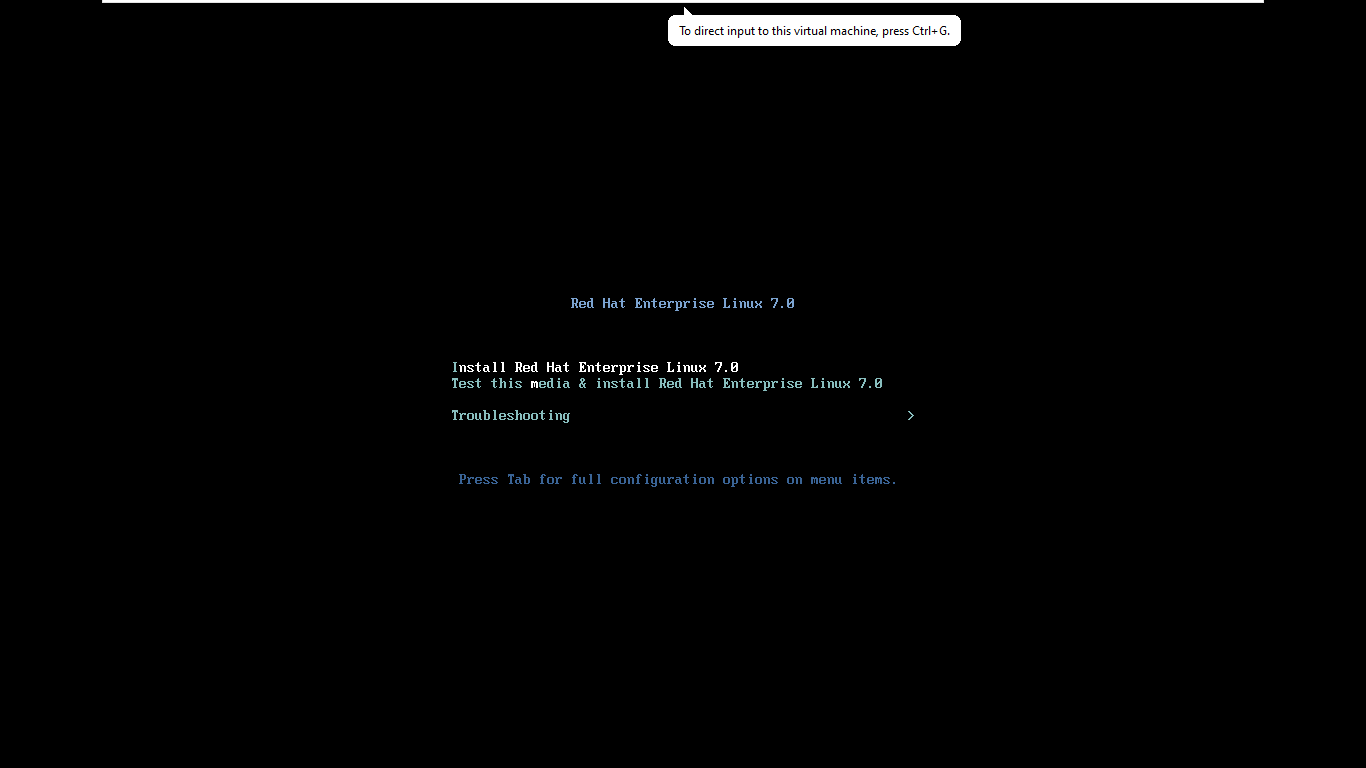 To direct input to this virtual machine, press Ctrl+G.
Red Hat Enterprise Linux 7.0
Install Red Hat Enterprise Linux 7.0
Test this media & install Red Hat Enterprise Linux 7.0
Troubleshooting >
Press Tab for full configuration options on menu items.